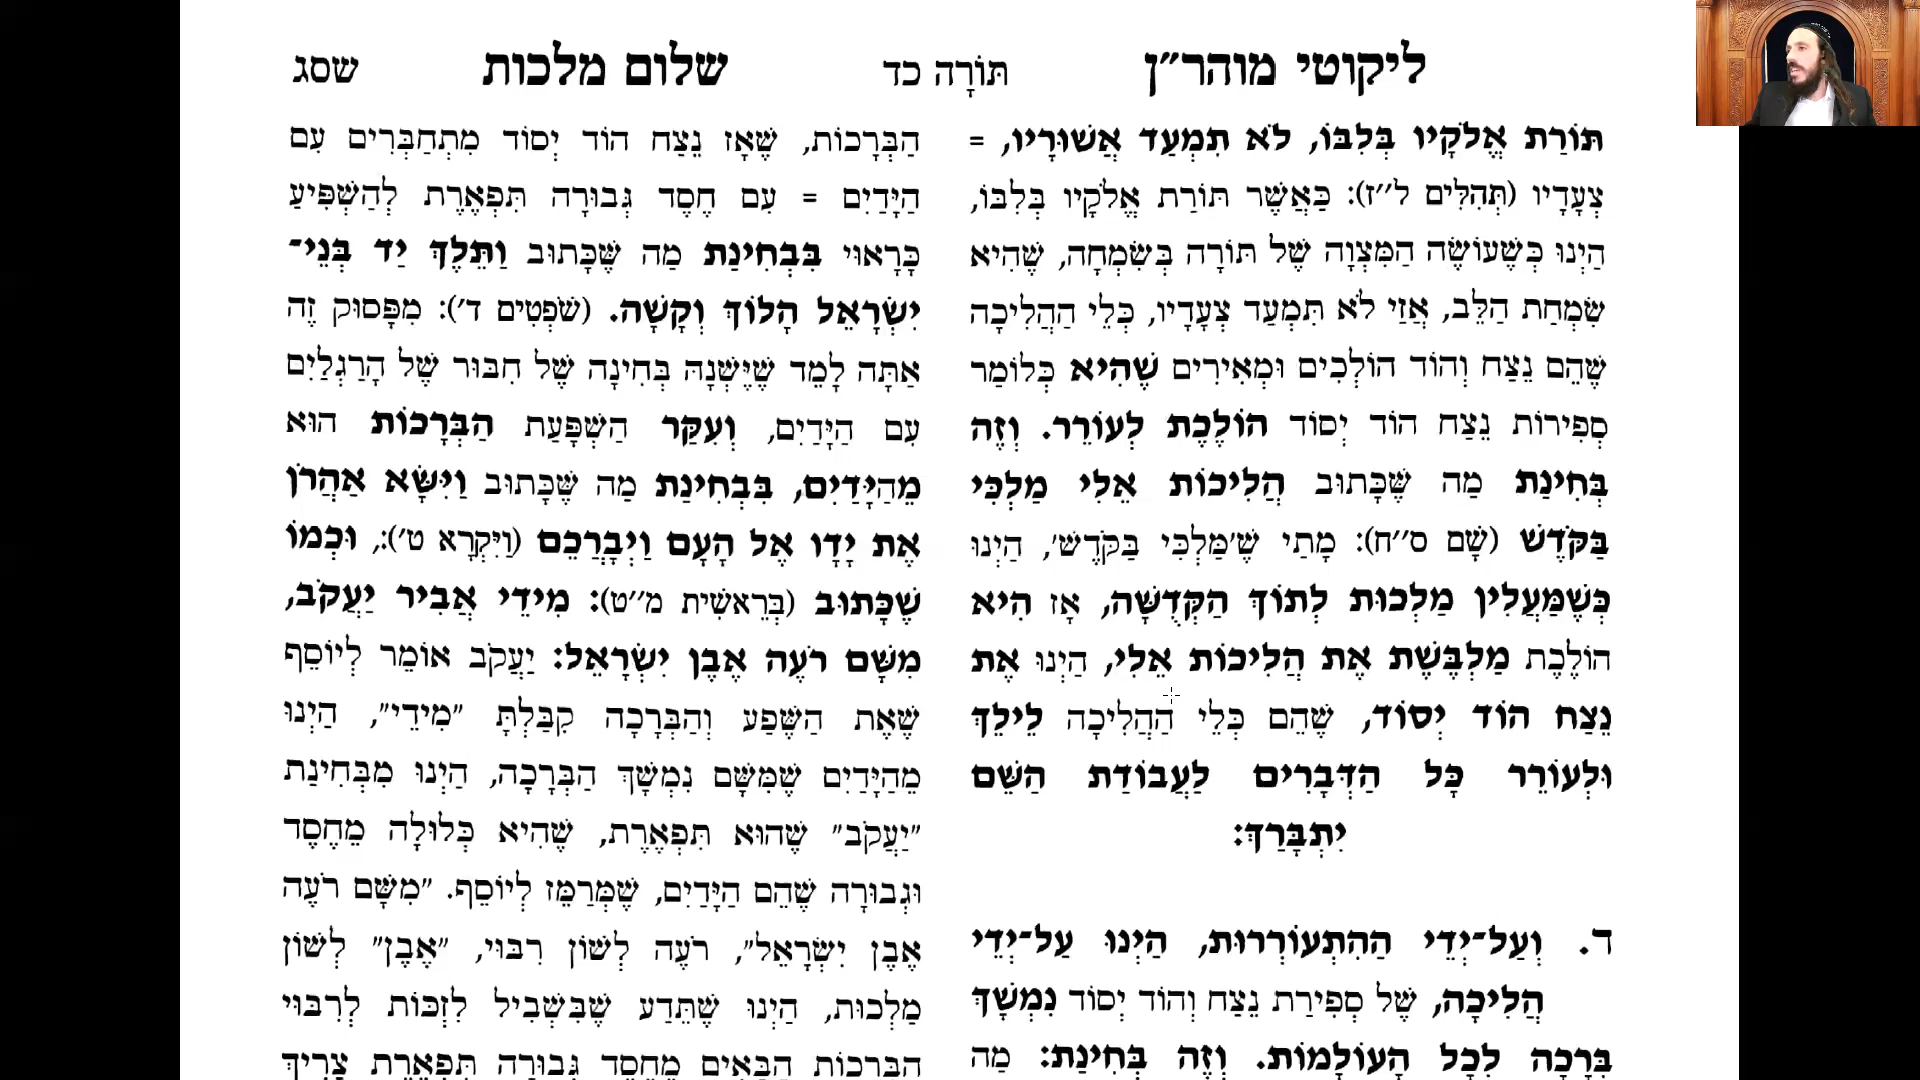 ליקוטי מוהר״ן תּוֹרָה כד שלום מלכות שסג
תּוֹרַת אֱלֹקָיו בְּלִבּוֹ, לֹא תִמְעַד אֲשׁוּרָיו, =
צְעָדָיו (תְּהִלִּים ל״ז): כַּאֲשֶׁר תּוֹרַת אֱלֹקָיו בְּלִבּוֹ,
הַיְנוּ כְּשֶׁעוֹשֶׂה הַמִּצְוָה שֶׁל תּוֹרָה בְּשִׂמְחָה, שֶׁהִיא
שִׂמְחַת הַלֵּב, אֲזַי לֹא תִּמְעַד צְעָדָיו, כְּלֵי הַהֲלִיכָה
שֶׁהֵם נֵצַח וְהוֹד הוֹלְכִים וּמְאִירִים שֶׁהִיא כְּלוֹמַר
סְפִירוֹת נֵצַח הוֹד יְסוֹד הוֹלֶכֶת לְעוֹרֵר. וְזֶה
בְּחִינַת מַה שֶּׁכָּתוּב הֲלִיכוֹת אֵלִי מַלְכִּי
בַּקֹּדֶשׁ (שָׁם ס״ח): מָתַי שֶׁ׳מַּלְכִּי בַּקֹּדֶשׁ׳, הַיְנוּ
כְּשֶׁמַּעֲלִין מַלְכוּת לְתוֹךְ הַקְּדֻשָּׁה, אָז הִיא
הוֹלֶכֶת מַלְבֶּשֶׁת אֶת הֲלִיכוֹת אֵלִי, הַיְנוּ אֶת
נֵצַח הוֹד יְסוֹד, שֶׁהֵם כְּלֵי הַהֲלִיכָה לֵילֵךְ
וּלְעוֹרֵר כָּל הַדְּבָרִים לַעֲבוֹדַת הַשֵּׁם
יִתְבָּרַךְ:
ד. וְעַל־יְדֵי הַהִתְעוֹרְרוּת, הַיְנוּ עַל־יְדֵי
הֲלִיכָה, שֶׁל סְפִירַת נֵצַח וְהוֹד יְסוֹד נִמְשָׁךְ
בְּרָכָה לְכָל הָעוֹלָמוֹת. וְזֶה בְּחִינַת: מַה
הַבְּרָכוֹת, שֶׁאָז נֵצַח הוֹד יְסוֹד מִתְחַבְּרִים עִם
הַיָּדַיִם = עִם חֶסֶד גְּבוּרָה תִּפְאֶרֶת לְהַשְׁפִּיעַ
כָּרָאוּי בִּבְחִינַת מַה שֶּׁכָּתוּב וַתֵּלֶךְ יַד בְּנֵי־
יִשְׂרָאֵל הָלוֹךְ וְקָשָׁה. (שֹׁפְטִים ד׳): מִפָּסוּק זֶה
אַתָּה לָמֵד שֶׁיֶּשְׁנָהּ בְּחִינָה שֶׁל חִבּוּר שֶׁל הָרַגְלַיִם
עִם הַיָּדַיִם, וְעִקַּר הַשְׁפָּעַת הַבְּרָכוֹת הוּא
מֵהַיָּדַיִם, בִּבְחִינַת מַה שֶּׁכָּתוּב וַיִּשָּׂא אַהֲרֹן
אֶת יָדָו אֶל הָעָם וַיְבָרֲכֵם (וַיִּקְרָא ט׳):, וּכְמוֹ
שֶׁכָּתוּב (בְּרֵאשִׁית מ״ט): מִידֵי אֲבִיר יַעֲקֹב,
מִשָּׁם רֹעֶה אֶבֶן יִשְׂרָאֵל: יַעֲקֹב אוֹמֵר לְיוֹסֵף
שֶׁאֶת הַשֶּׁפַע וְהַבְּרָכָה קִבַּלְתָּ ״מִידֵי״, הַיְנוּ
מֵהַיָּדַיִם שֶׁמִּשָּׁם נִמְשָׁךְ הַבְּרָכָה, הַיְנוּ מִבְּחִינַת
״יַעֲקֹב״ שֶׁהוּא תִּפְאֶרֶת, שֶׁהִיא כְּלוּלָה מֵחֶסֶד
וּגְבוּרָה שֶׁהֵם הַיָּדַיִם, שֶׁמְּרַמֵּז לְיוֹסֵף. ״מִשָּׁם רֹעֶה
אֶבֶן יִשְׂרָאֵל״, רֹעֶה לְשׁוֹן רִבּוּי, ״אֶבֶן״ לְשׁוֹן
מַלְכוּת, הַיְנוּ שֶׁתֵּדַע שֶׁבִּשְׁבִיל לִזְכּוֹת לְרִבּוּי
הַבְּרָכוֹת הַבָּאִים מֵחֶסֶד גְּבוּרָה תִּפְאֶרֶת צָרִיךְ